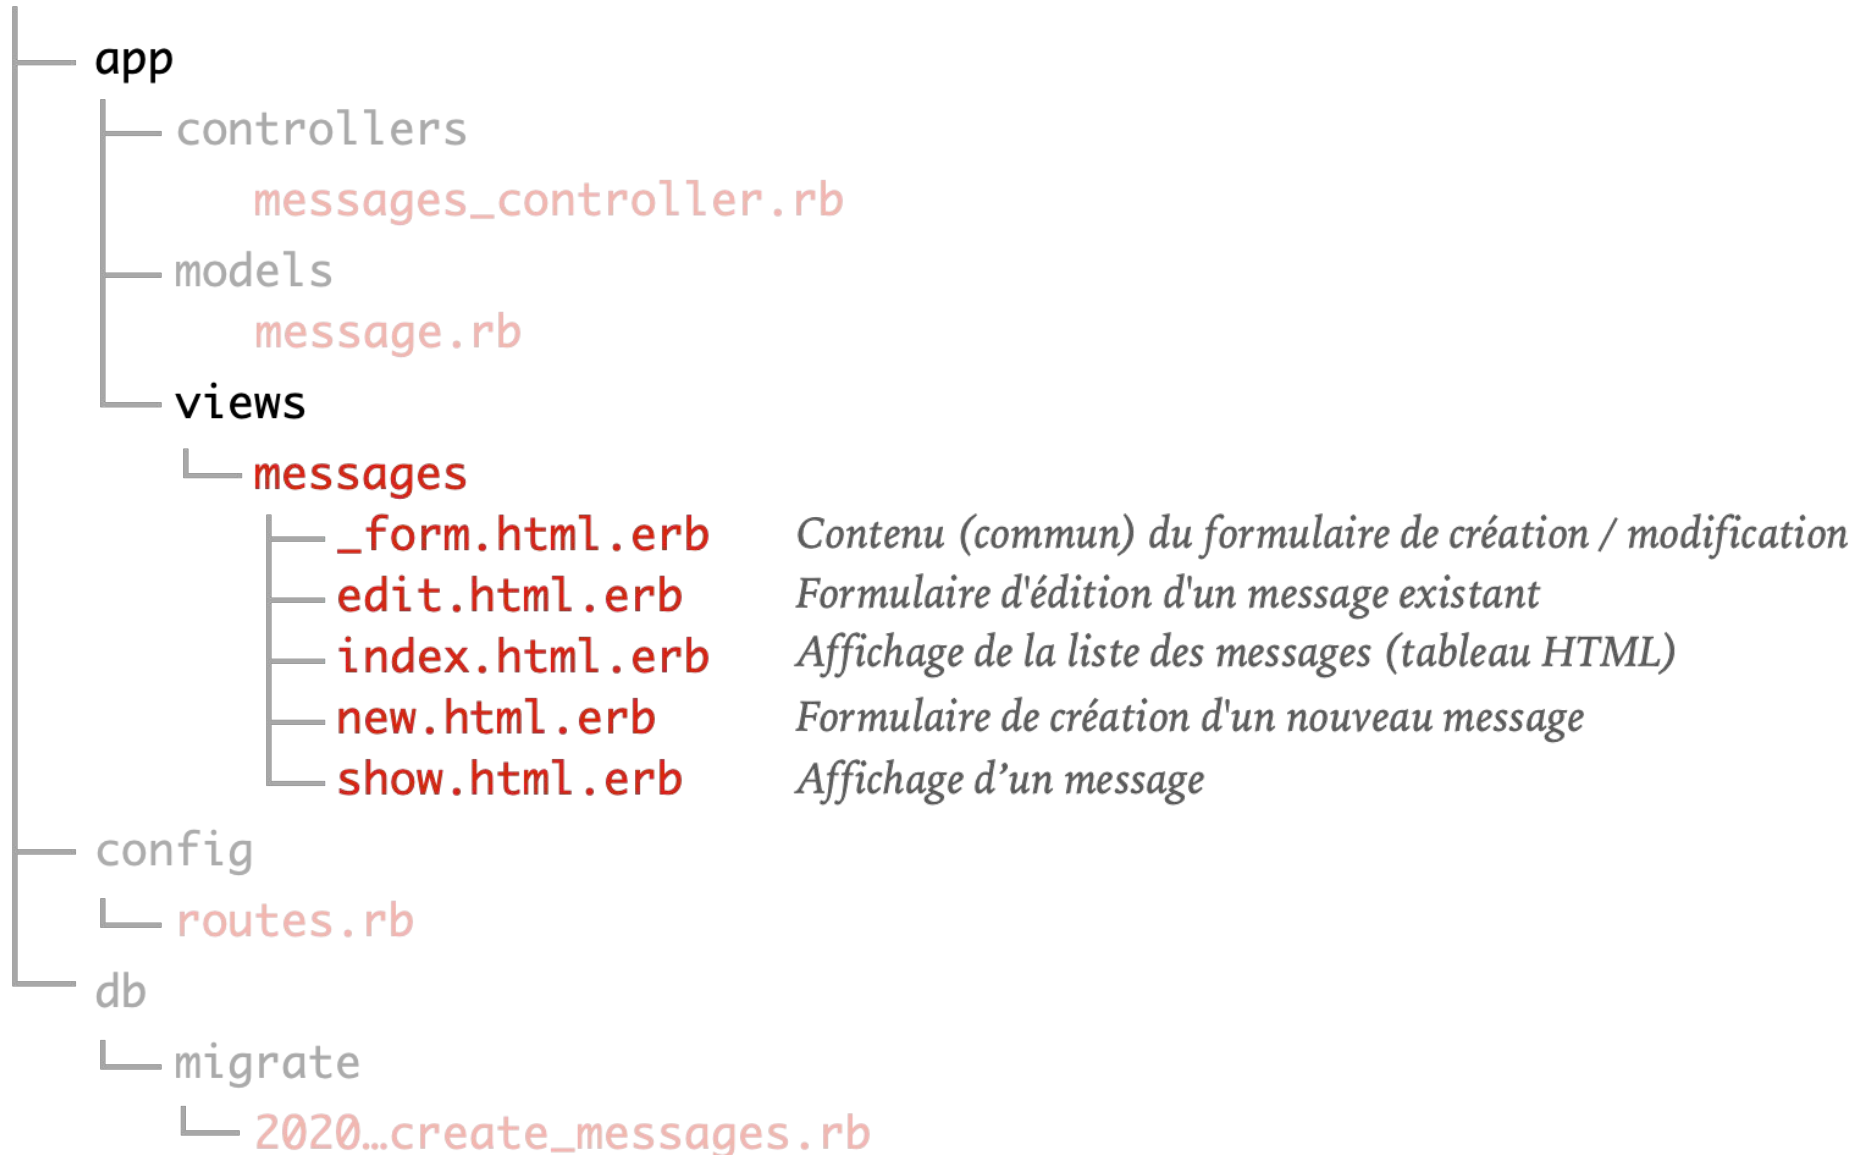 app
controllers
messages_controller.rb
models
message.rb
views
messages
_form.html.erb Contenu (commun) du formulaire de création / modification
edit.html.erb Formulaire d'édition d'un message existant
index.html.erb Affichage de la liste des messages (tableau HTML)
new.html.erb Formulaire de création d'un nouveau message
show.html.erb Affichage d’un message
config
routes.rb
db
migrate
2020…create_messages.rb